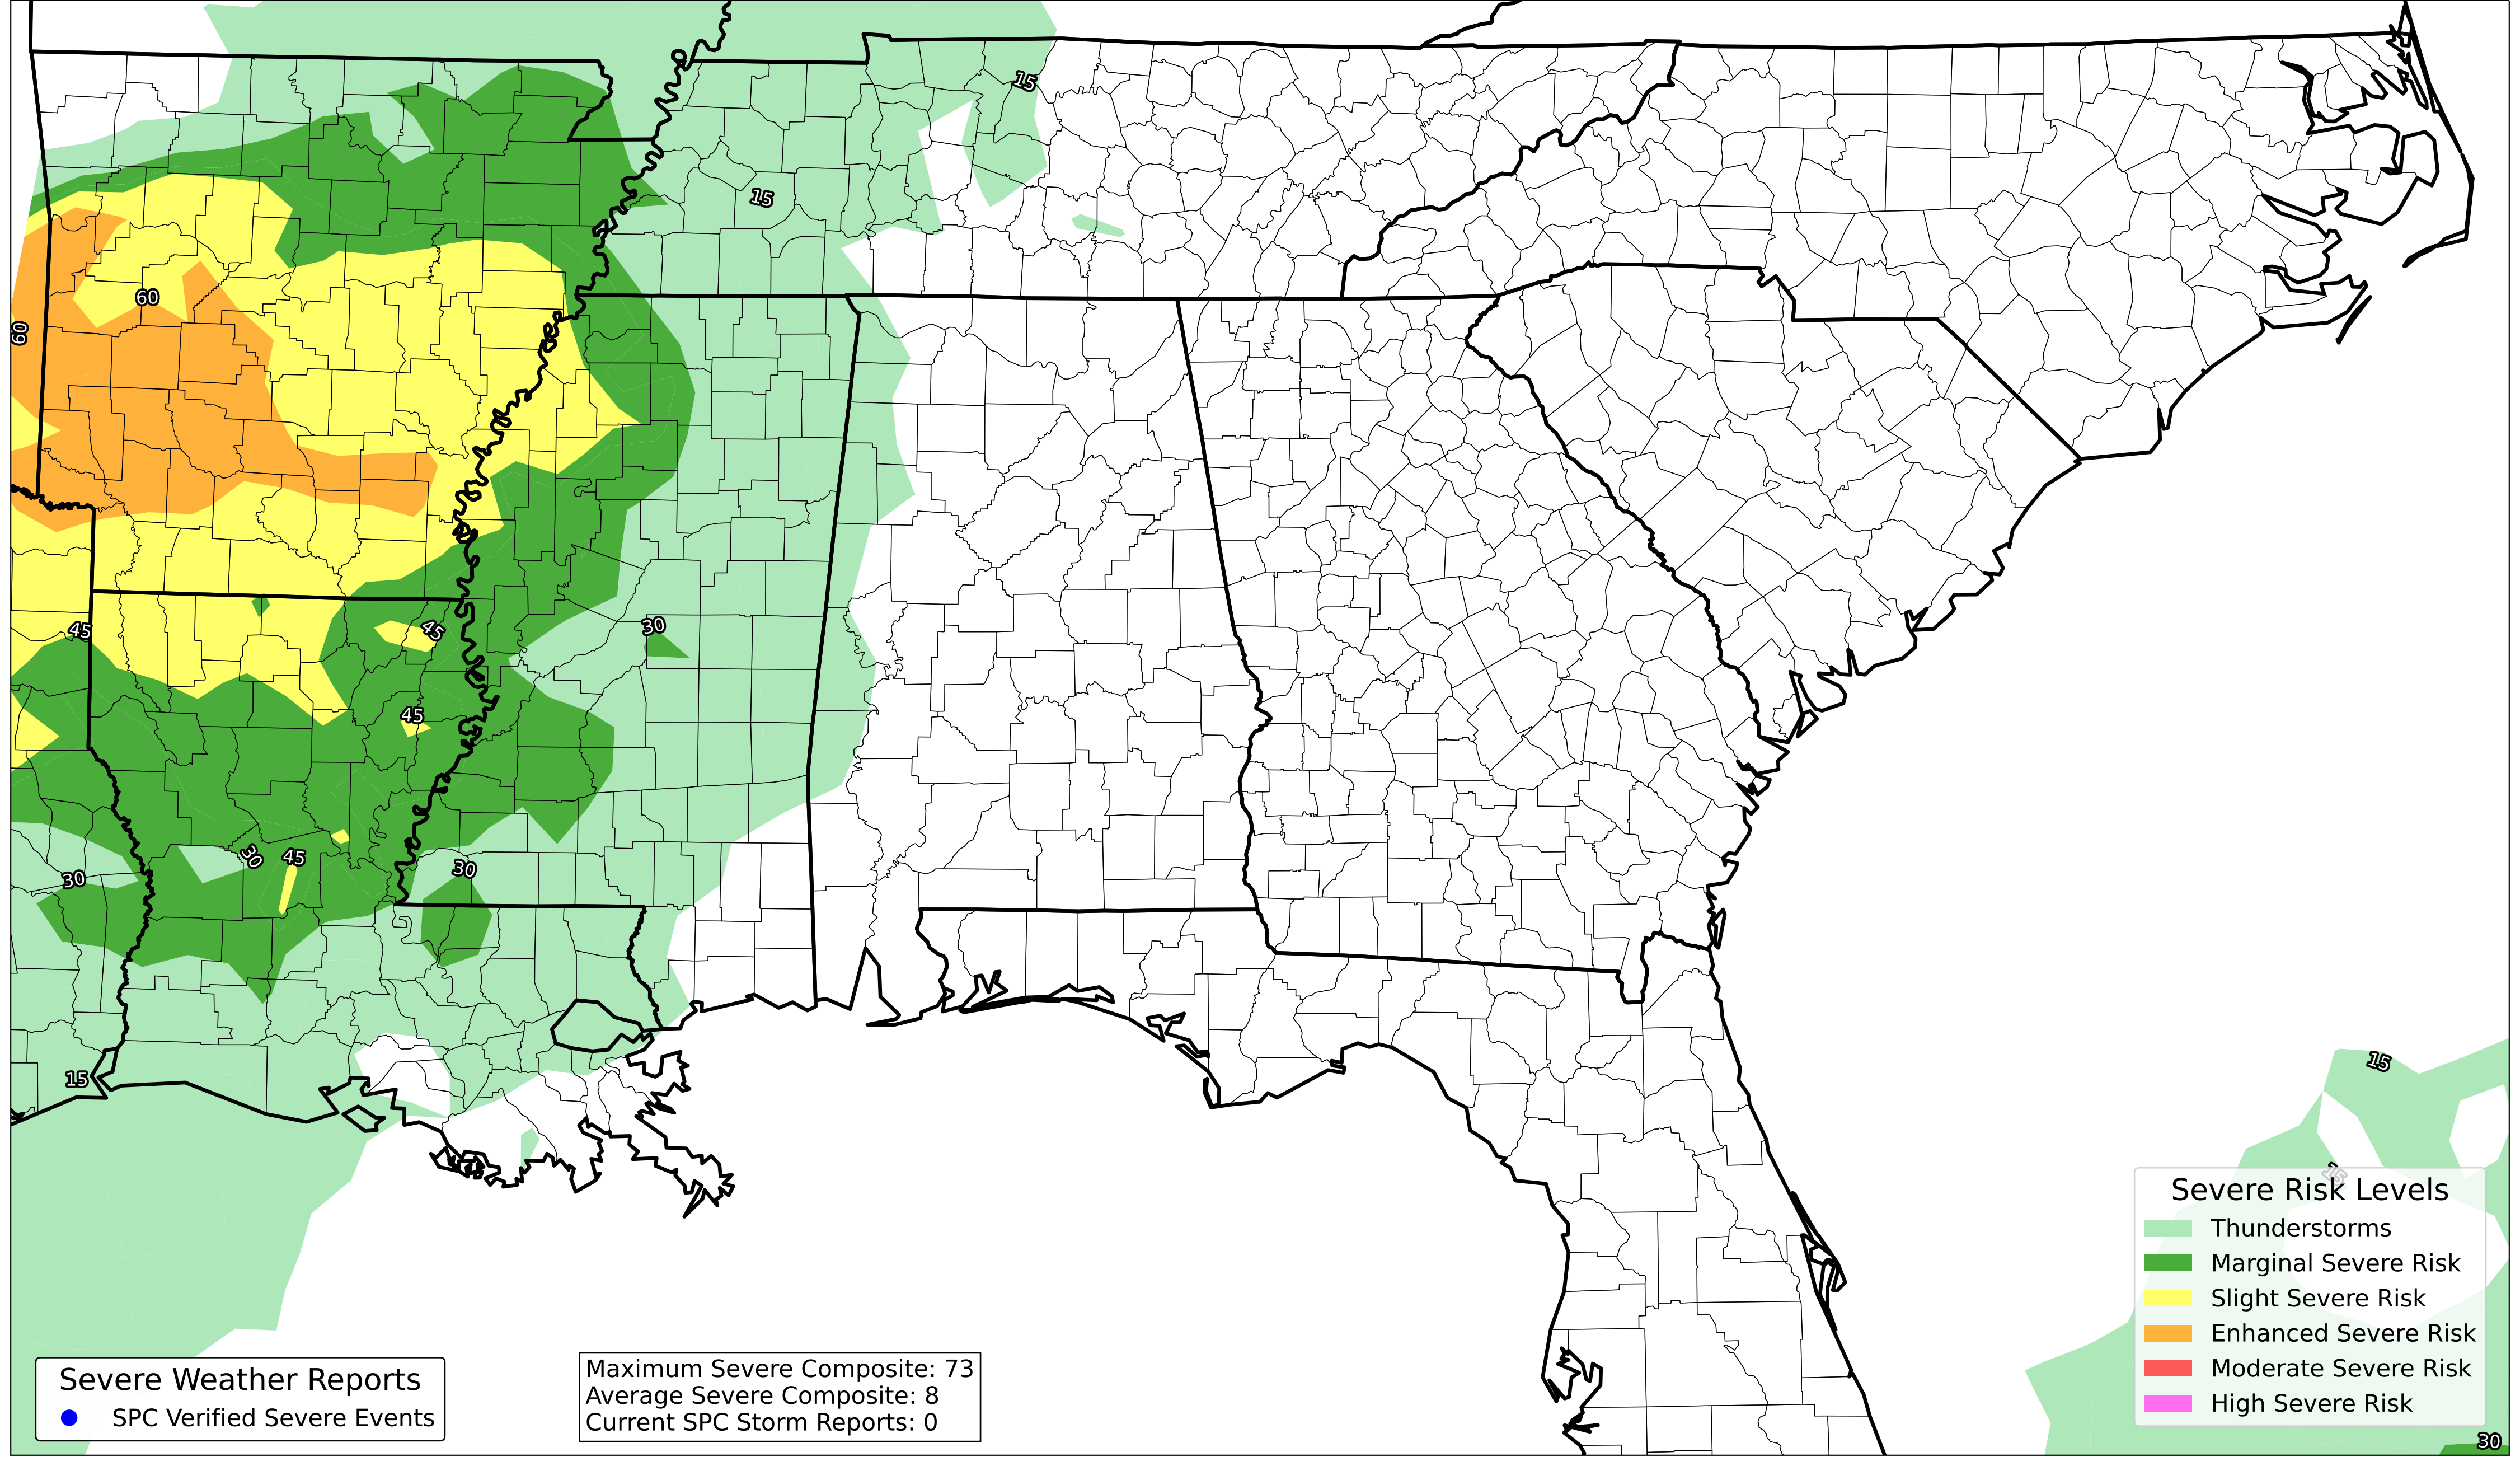 15
15
60
60
45
45
30
45
30
45
30
30
15
15
15
Severe Risk Levels
Thunderstorms
Marginal Severe Risk
Slight Severe Risk
Enhanced Severe Risk
Moderate Severe Risk
High Severe Risk
Severe Weather Reports
SPC Verified Severe Events
Maximum Severe Composite: 73
Average Severe Composite: 8
Current SPC Storm Reports: 0
30